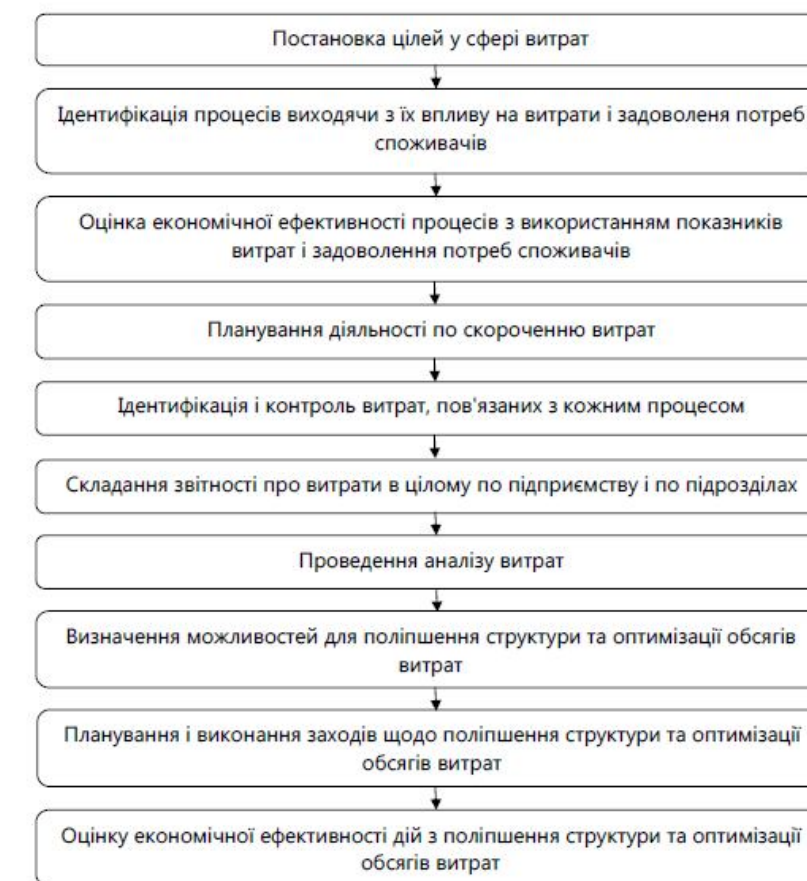 Постановка цілей у сфері витрат
Ідентифікація процесів виходячи з їх впливу на витрати і задоволеня потреб
споживачів
Оцінка економічної ефективності процесів з використанням показників
витрат і задоволення потреб споживачів
Планування діяльності по скороченню витрат
Ідентифікація і контроль витрат, пов'язаних з кожним процесом
Складання звітності про витрати в цілому по підприємству і по підрозділах
Проведення аналізу витрат
Визначення можливостей для поліпшення структури та оптимізації обсягів
витрат
Планування і виконання заходів щодо поліпшення структури та оптимізації
обсягів витрат
Оцінку економічної ефективності дій з поліпшення структури та оптимізації
обсягів витрат